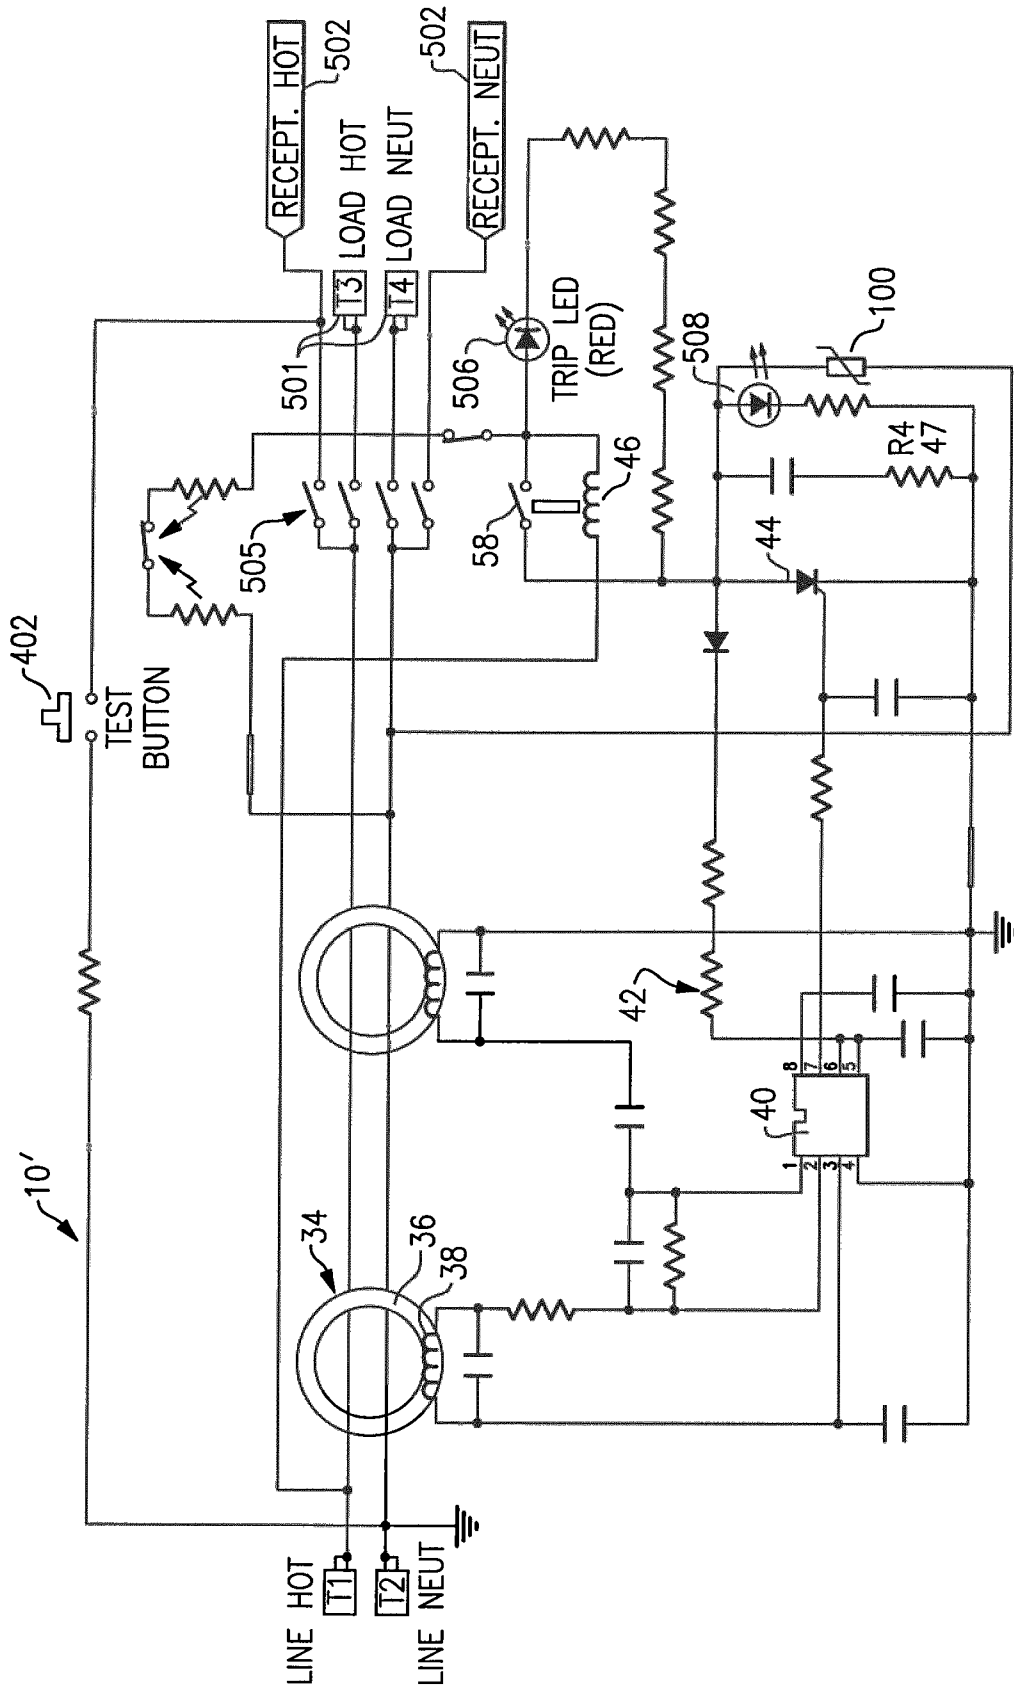 10′
402
TEST
BUTTON
RECEPT. HOT
502
502
RECEPT. NEUT
LOAD HOT
LOAD NEUT
T3
T4
501
505
506
TRIP LED
(RED)
58
46
508
100
R4
47
44
42
40
8
7
6
5
1
2
3
4
34
36
38
LINE HOT
T1
T2
LINE NEUT